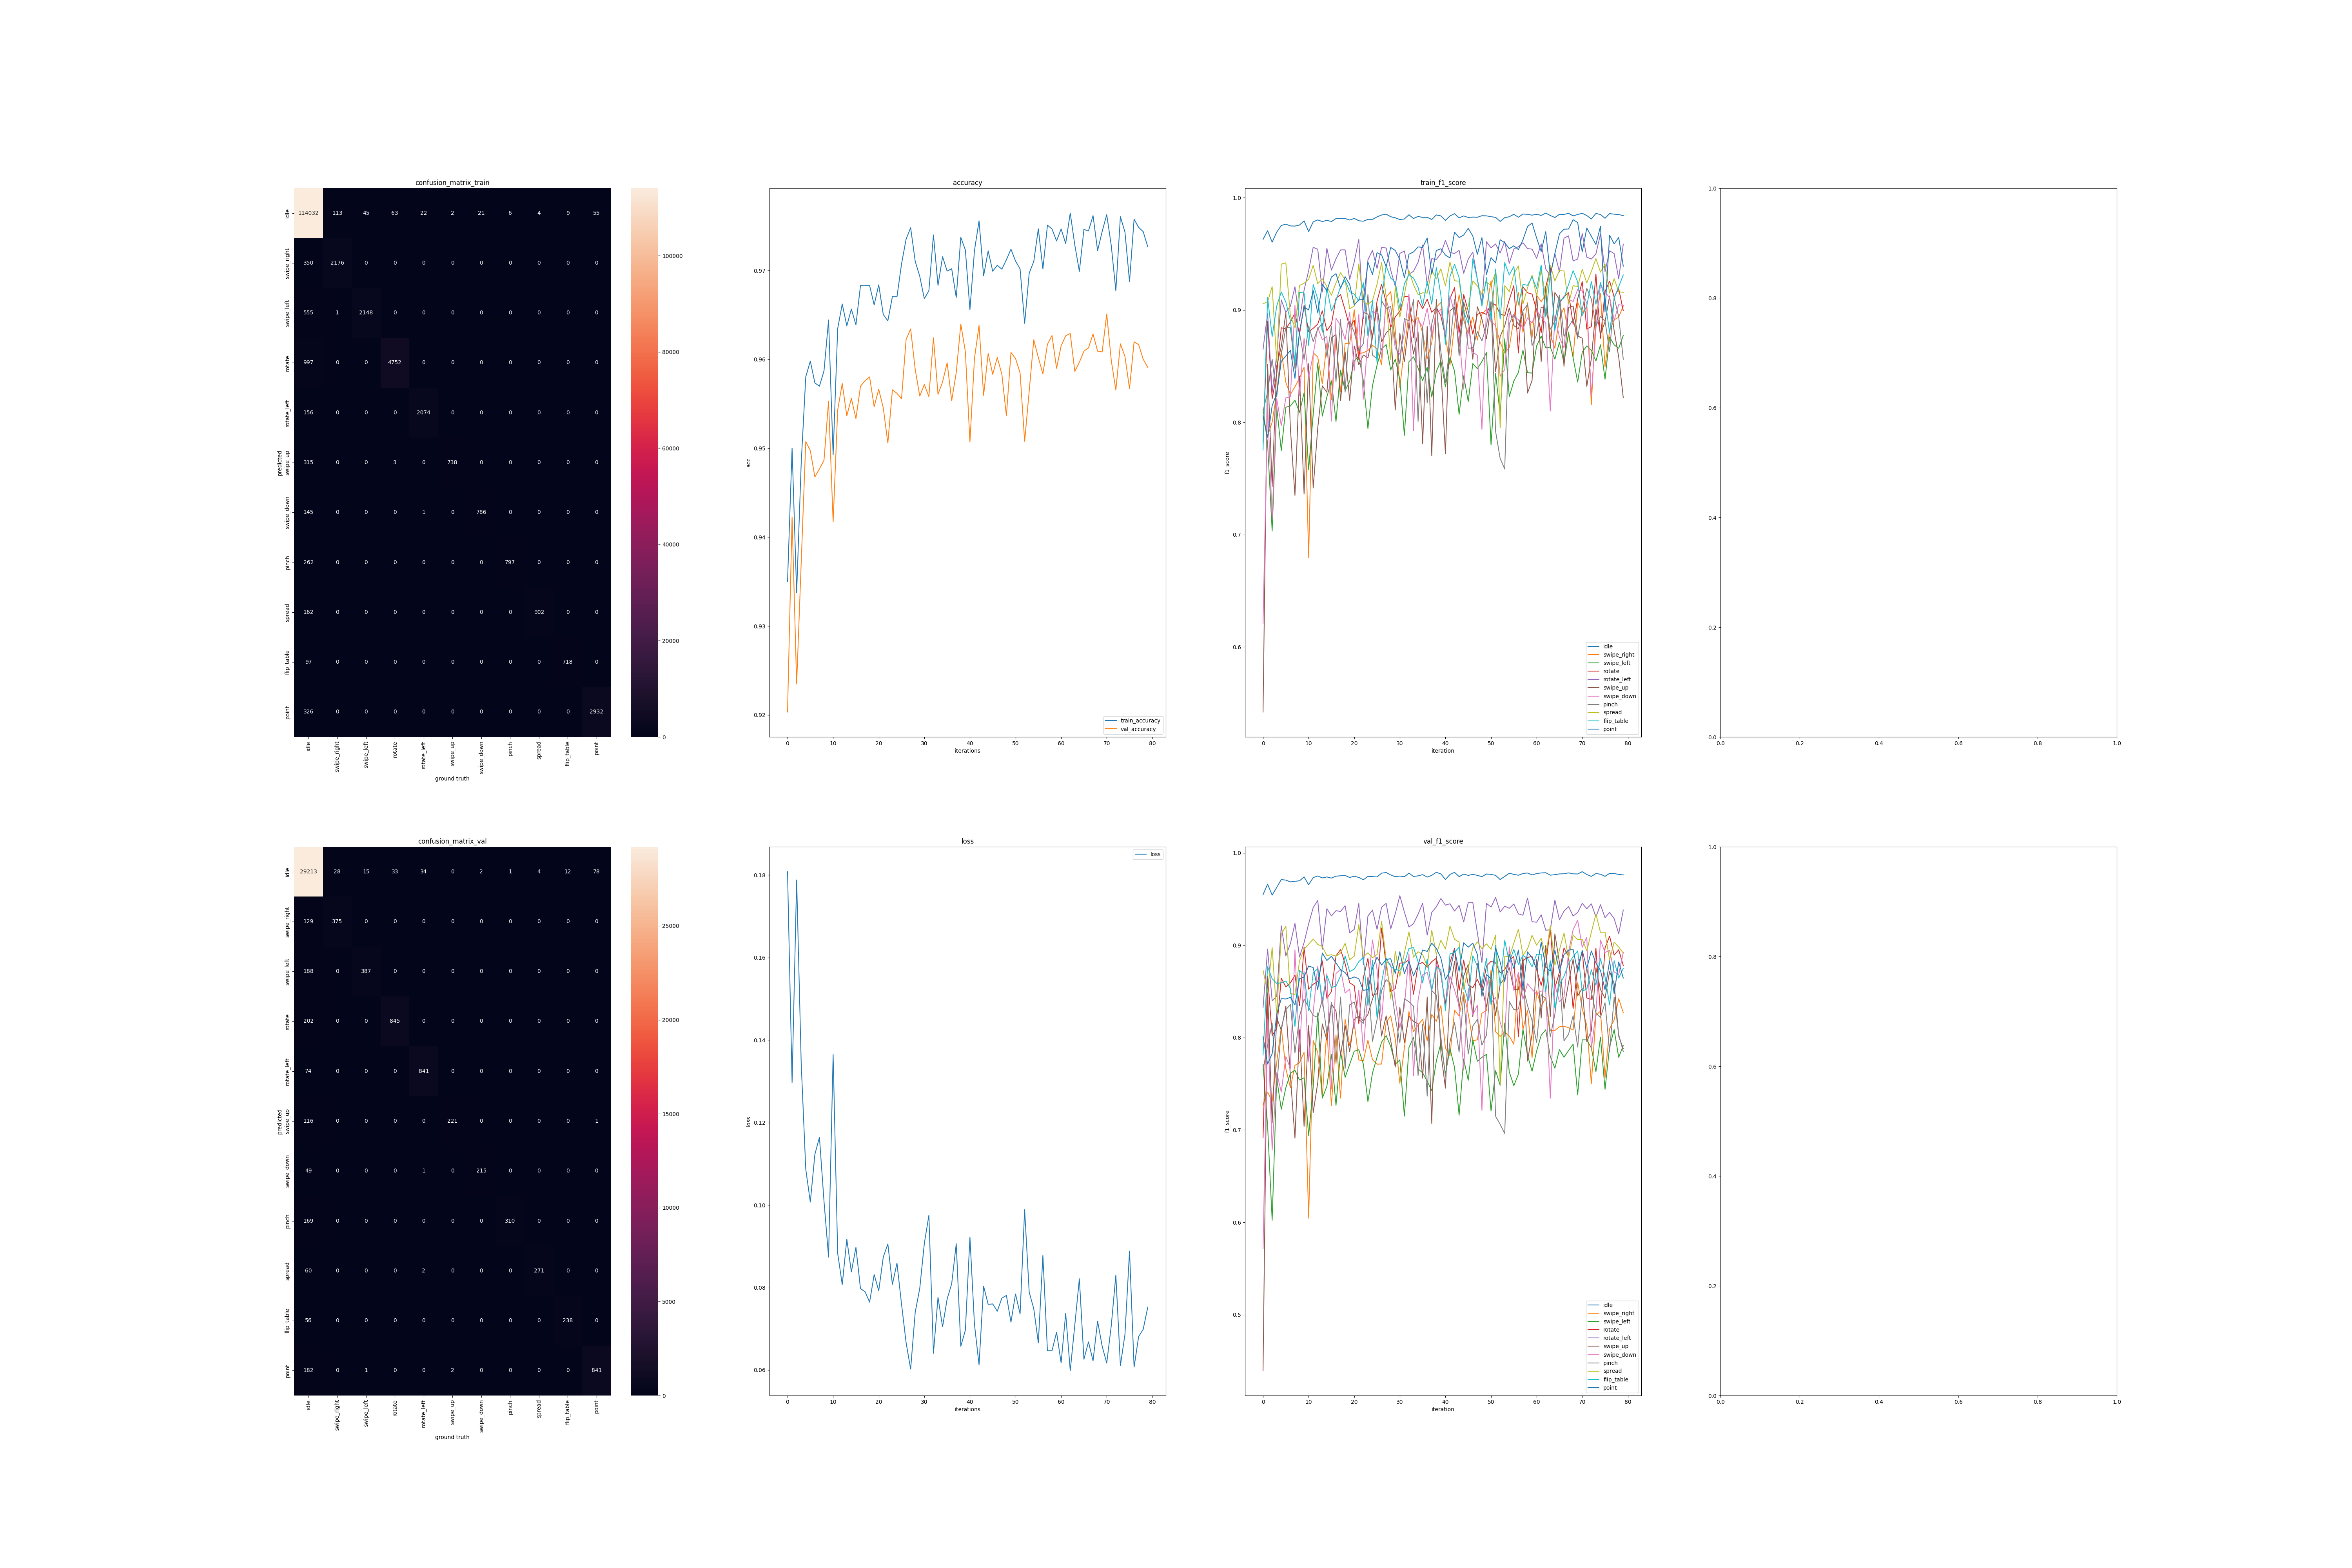 confusion_matrix_train
idle 114032 113 45 63 22 2 21 6 4 9 55
swipe_right 350 2176 0 0 0 0 0 0 0 0 0
swipe_left 555 1 2148 0 0 0 0 0 0 0 0
rotate 997 0 0 4752 0 0 0 0 0 0 0
rotate_left 156 0 0 0 2074 0 0 0 0 0 0
swipe_up 315 0 0 3 0 738 0 0 0 0 0
swipe_down 145 0 0 0 1 0 786 0 0 0 0
pinch 262 0 0 0 0 0 0 797 0 0 0
spread 162 0 0 0 0 0 0 0 902 0 0
flip_table 97 0 0 0 0 0 0 0 0 718 0
point 326 0 0 0 0 0 0 0 0 0 2932
predicted
idle swipe_right swipe_left rotate rotate_left swipe_up swipe_down pinch spread flip_table point
ground truth
100000
80000
60000
40000
20000
0
accuracy
acc
0.97
0.96
0.95
0.94
0.93
0.92
train_accuracy
val_accuracy
0 10 20 30 40 50 60 70 80
iterations
train_f1_score
f1_score
1.0
0.9
0.8
0.7
0.6
idle
swipe_right
swipe_left
rotate
rotate_left
swipe_up
swipe_down
pinch
spread
flip_table
point
0 10 20 30 40 50 60 70 80
iteration
1.0
0.8
0.6
0.4
0.2
0.0
0.0 0.2 0.4 0.6 0.8 1.0
confusion_matrix_val
idle 29213 28 15 33 34 0 2 1 4 12 78
swipe_right 129 375 0 0 0 0 0 0 0 0 0
swipe_left 188 0 387 0 0 0 0 0 0 0 0
rotate 202 0 0 845 0 0 0 0 0 0 0
rotate_left 74 0 0 0 841 0 0 0 0 0 0
swipe_up 116 0 0 0 0 221 0 0 0 0 1
swipe_down 49 0 0 0 1 0 215 0 0 0 0
pinch 169 0 0 0 0 0 0 310 0 0 0
spread 60 0 0 0 2 0 0 0 271 0 0
flip_table 56 0 0 0 0 0 0 0 0 238 0
point 182 0 1 0 0 2 0 0 0 0 841
predicted
idle swipe_right swipe_left rotate rotate_left swipe_up swipe_down pinch spread flip_table point
ground truth
25000
20000
15000
10000
5000
0
loss
loss
0.18
0.16
0.14
0.12
0.10
0.08
0.06
loss
0 10 20 30 40 50 60 70 80
iterations
val_f1_score
f1_score
1.0
0.9
0.8
0.7
0.6
0.5
idle
swipe_right
swipe_left
rotate
rotate_left
swipe_up
swipe_down
pinch
spread
flip_table
point
0 10 20 30 40 50 60 70 80
iteration
1.0
0.8
0.6
0.4
0.2
0.0
0.0 0.2 0.4 0.6 0.8 1.0